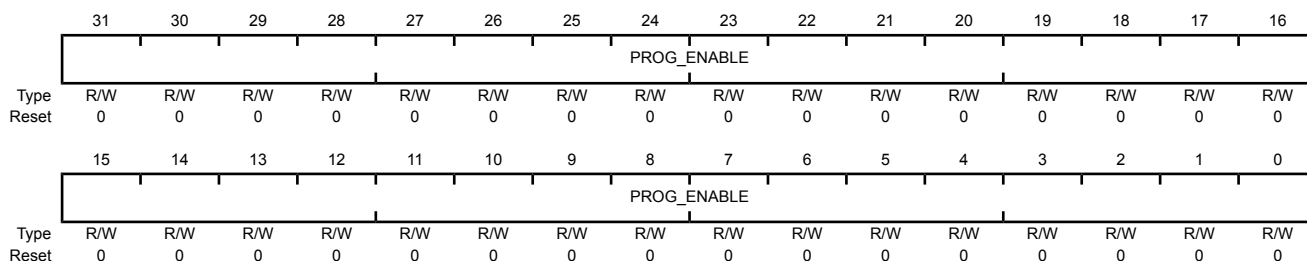 31 30 29 28 27 26 25 24 23 22 21 20 19 18 17 16
PROG_ENABLE
Type R/W R/W R/W R/W R/W R/W R/W R/W R/W R/W R/W R/W R/W R/W R/W R/W
Reset 0 0 0 0 0 0 0 0 0 0 0 0 0 0 0 0
15 14 13 12 11 10 9 8 7 6 5 4 3 2 1 0
PROG_ENABLE
Type R/W R/W R/W R/W R/W R/W R/W R/W R/W R/W R/W R/W R/W R/W R/W R/W
Reset 0 0 0 0 0 0 0 0 0 0 0 0 0 0 0 0